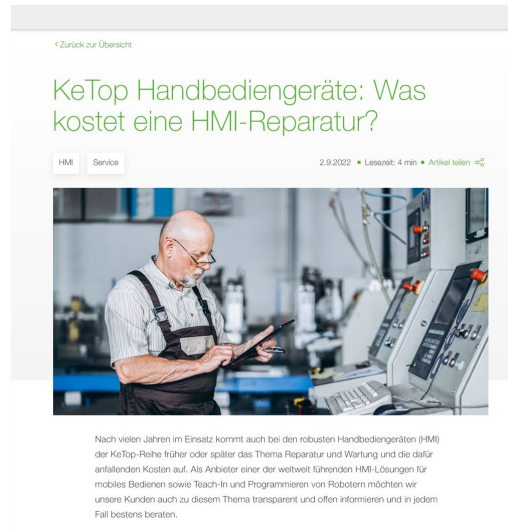 Zurück zur Übersicht
KeTop Handbediengeräte: Was
kostet eine HMI-Reparatur?
HMI Service 2.9.2022 ▪ Lesezeit: 4 min ▪ Artikel teilen
Nach vielen Jahren im Einsatz kommt auch bei den robusten Handbediengeräten (HMI)
der KeTop-Reihe früher oder später das Thema Reparatur und Wartung und die dafür
anfallenden Kosten auf. Als Anbieter einer der weltweit führenden HMI-Lösungen für
mobiles Bedienen sowie Teach-In und Programmieren von Robotern möchten wir
unsere Kunden auch zu diesem Thema transparent und offen informieren und in jedem
Fall bestens beraten.